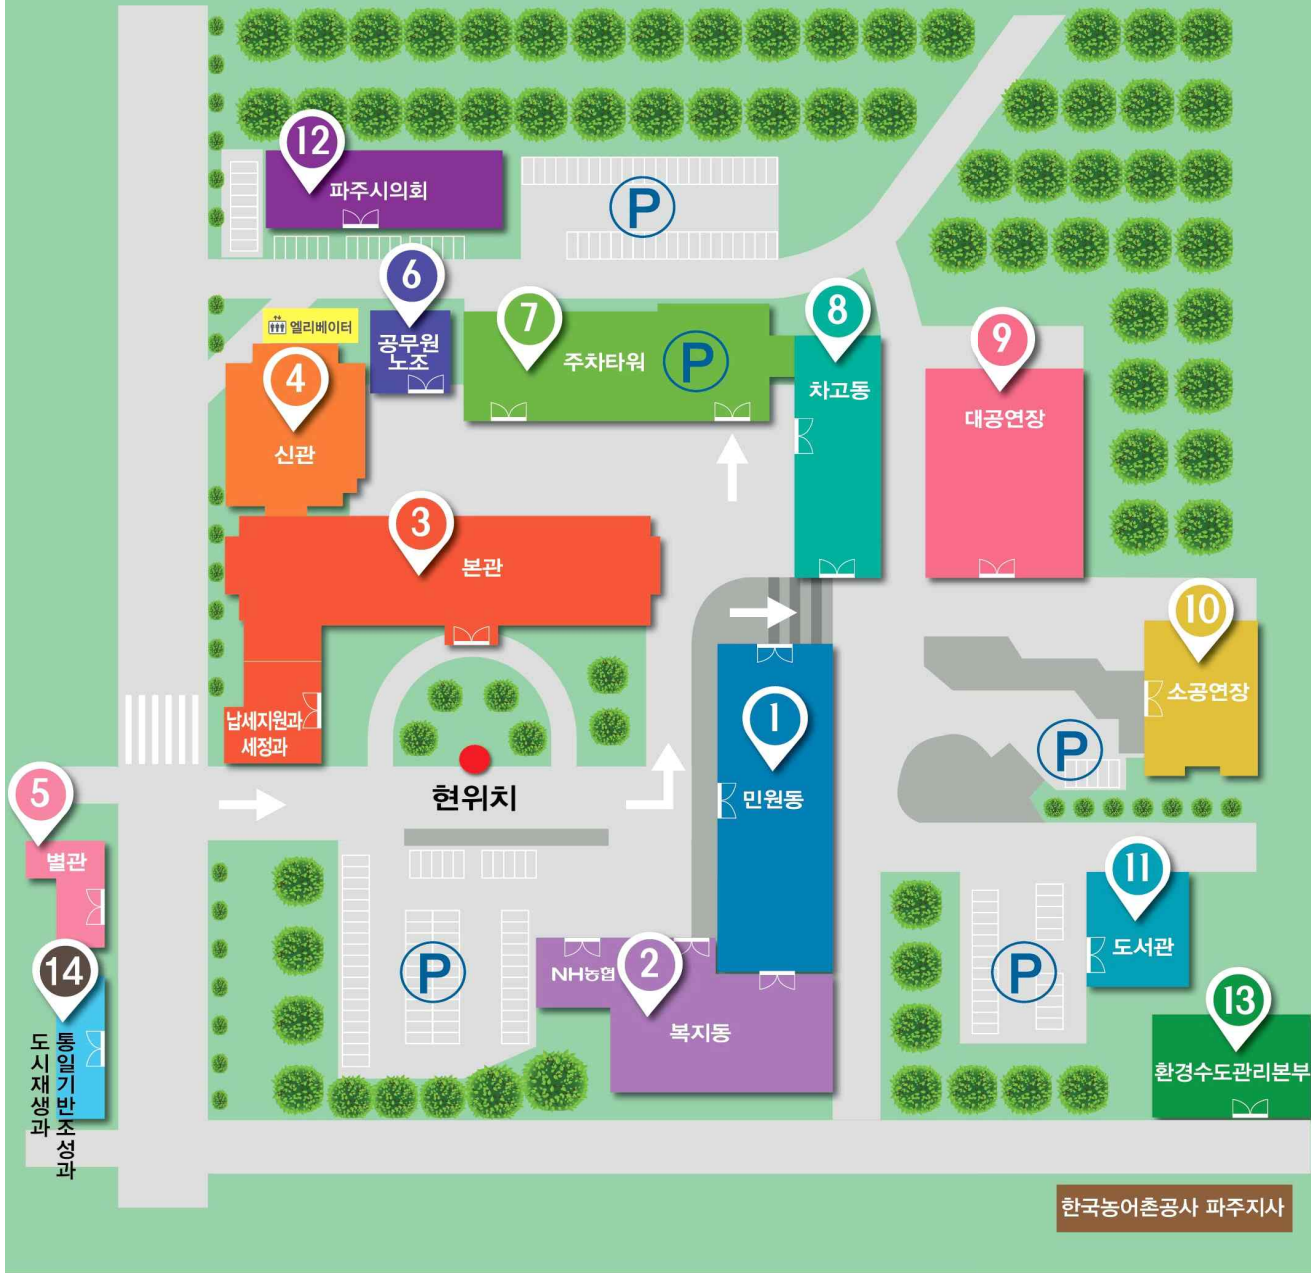 12
파주시의회
P
6
공무원
노조
엘리베이터
4
신관
7
주차타워
P
8
차고동
9
대공연장
3
본관
납세지원과
세정과
10
소공연장
P
1
민원동
현위치
5
별관
14
통일기반조성과
도시재생과
P
NH농협
2
복지동
11
도서관
P
13
환경수도관리본부
한국농어촌공사 파주지사